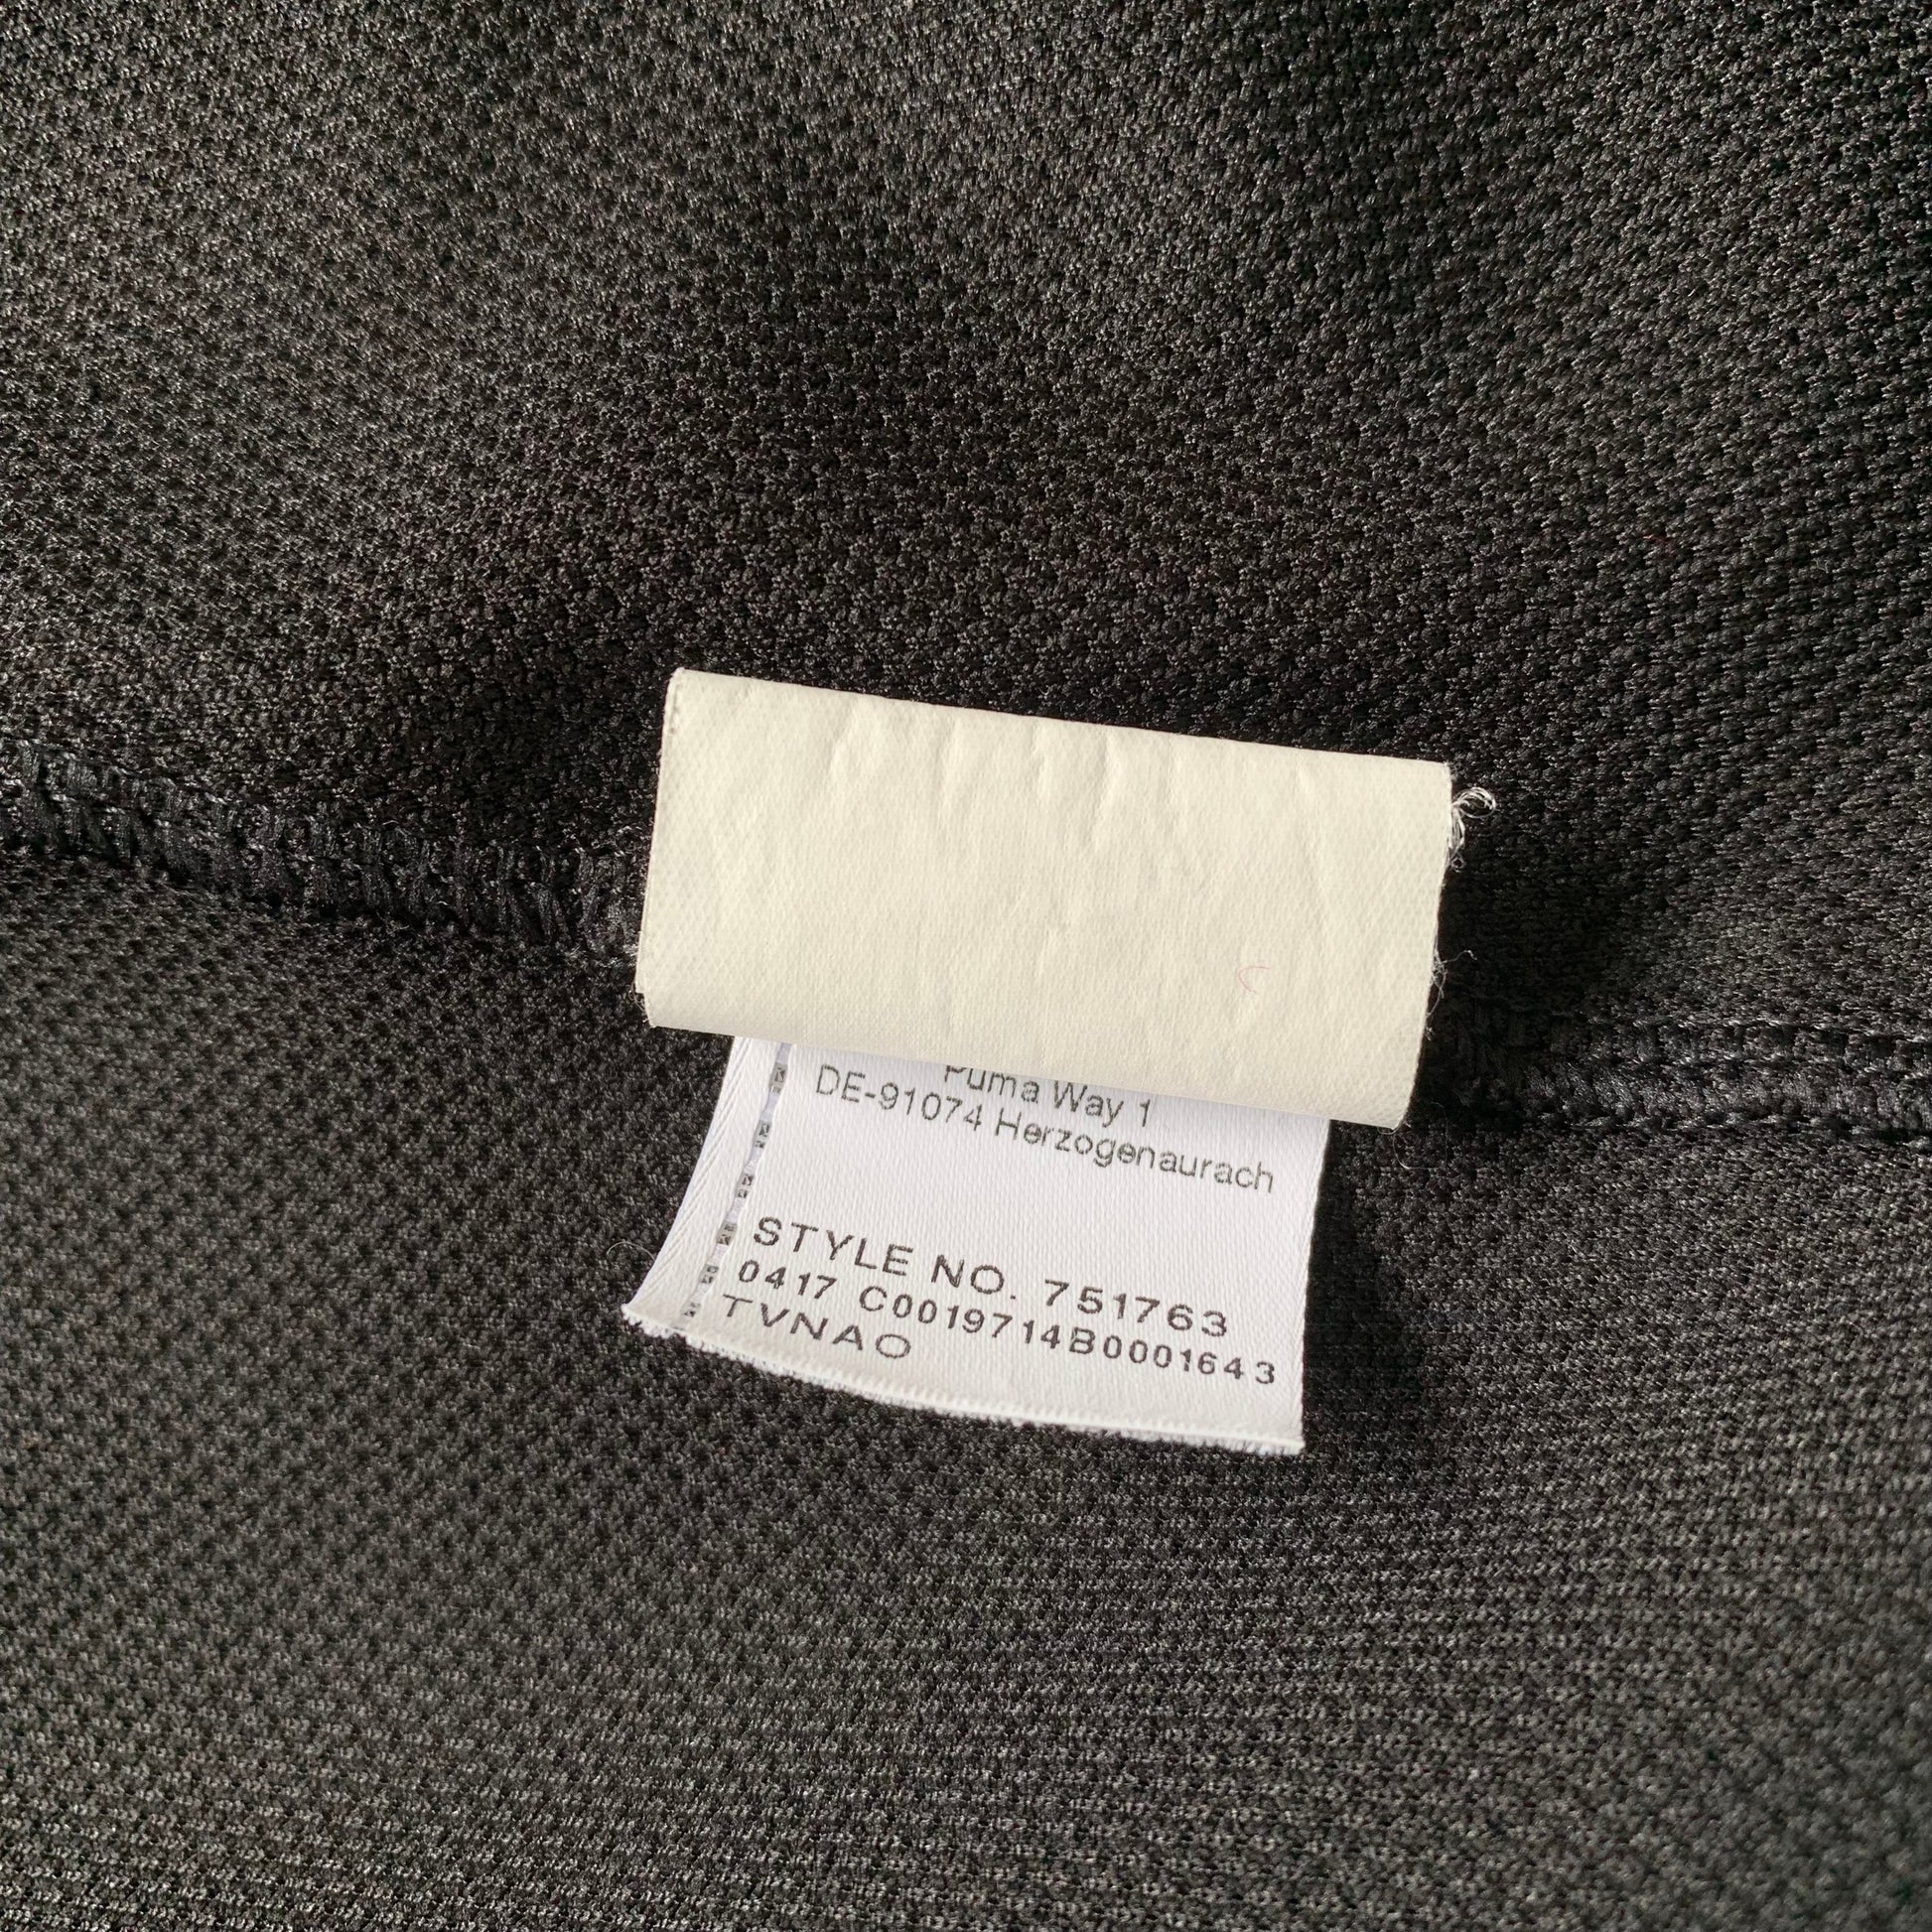 Puma Way 1
DE-91074 Herzogenaurach
STYLE NO. 751763
0417 C0019714B0001643
TVNAO